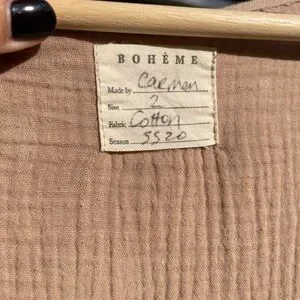 BOHÈME
Made by Carmen
Size 2
Fabric Cotton
Season SS20